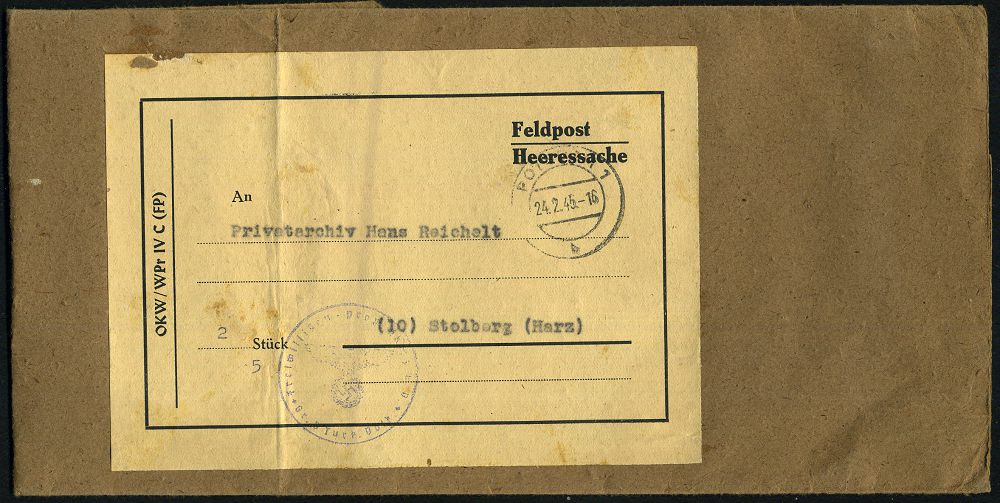 Feldpost
Heeressache
24.2.45.-16
b
OKW/WPr IV C (FP)
An
Privatarchiv Hans Reichelt
(10) Stolberg (Harz)
2
Stück
5